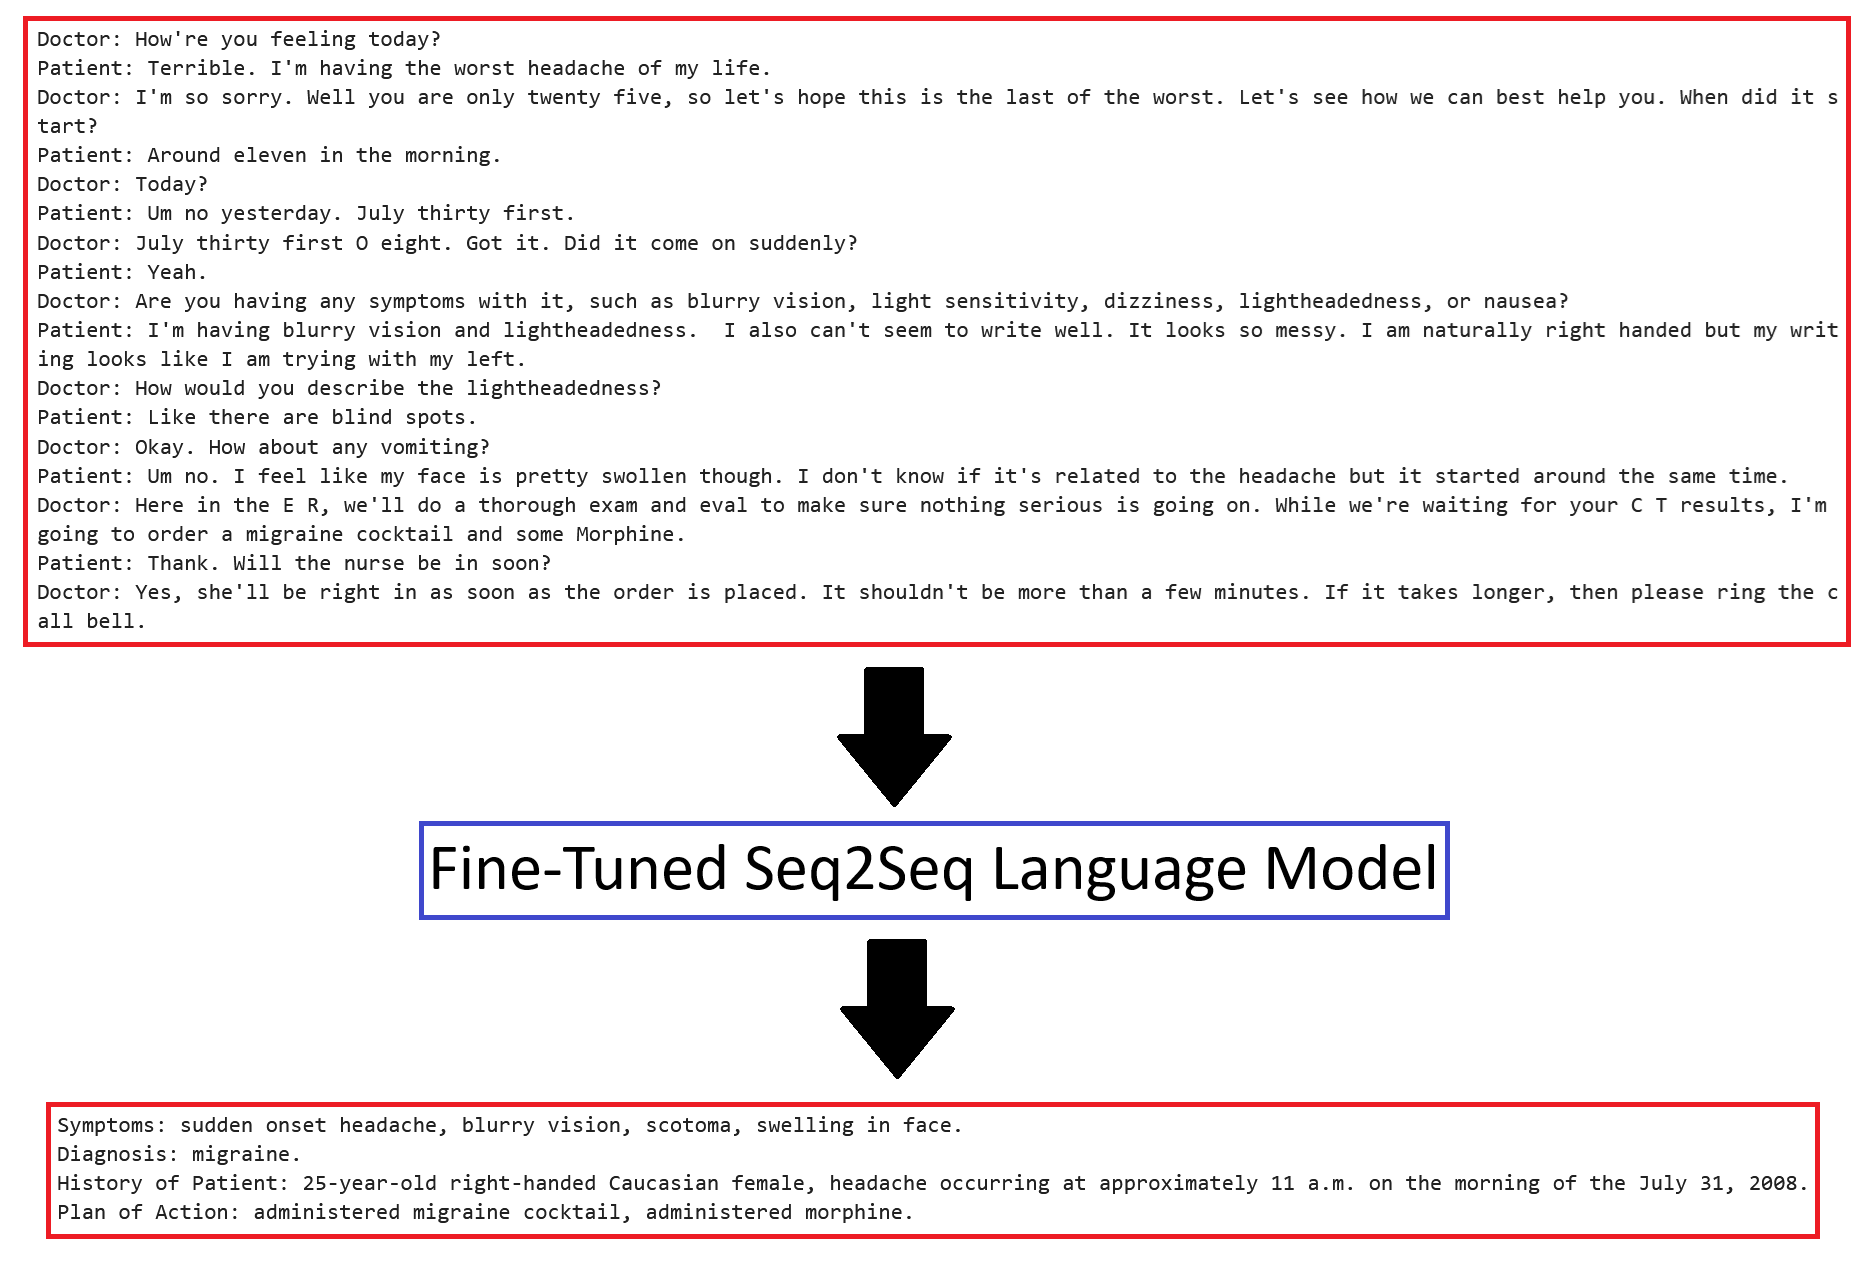 Doctor: How're you feeling today?
Patient: Terrible. I'm having the worst headache of my life.
Doctor: I'm so sorry. Well you are only twenty five, so let's hope this is the last of the worst. Let's see how we can best help you. When did it s
tart?
Patient: Around eleven in the morning.
Doctor: Today?
Patient: Um no yesterday. July thirty first.
Doctor: July thirty first O eight. Got it. Did it come on suddenly?
Patient: Yeah.
Doctor: Are you having any symptoms with it, such as blurry vision, light sensitivity, dizziness, lightheadedness, or nausea?
Patient: I'm having blurry vision and lightheadedness.  I also can't seem to write well. It looks so messy. I am naturally right handed but my writ
ing looks like I am trying with my left.
Doctor: How would you describe the lightheadedness?
Patient: Like there are blind spots.
Doctor: Okay. How about any vomiting?
Patient: Um no. I feel like my face is pretty swollen though. I don't know if it's related to the headache but it started around the same time.
Doctor: Here in the E R, we'll do a thorough exam and eval to make sure nothing serious is going on. While we're waiting for your C T results, I'm
going to order a migraine cocktail and some Morphine.
Patient: Thank. Will the nurse be in soon?
Doctor: Yes, she'll be right in as soon as the order is placed. It shouldn't be more than a few minutes. If it takes longer, then please ring the c
all bell.
Fine-Tuned Seq2Seq Language Model
Symptoms: sudden onset headache, blurry vision, scotoma, swelling in face.
Diagnosis: migraine.
History of Patient: 25-year-old right-handed Caucasian female, headache occurring at approximately 11 a.m. on the morning of the July 31, 2008.
Plan of Action: administered migraine cocktail, administered morphine.